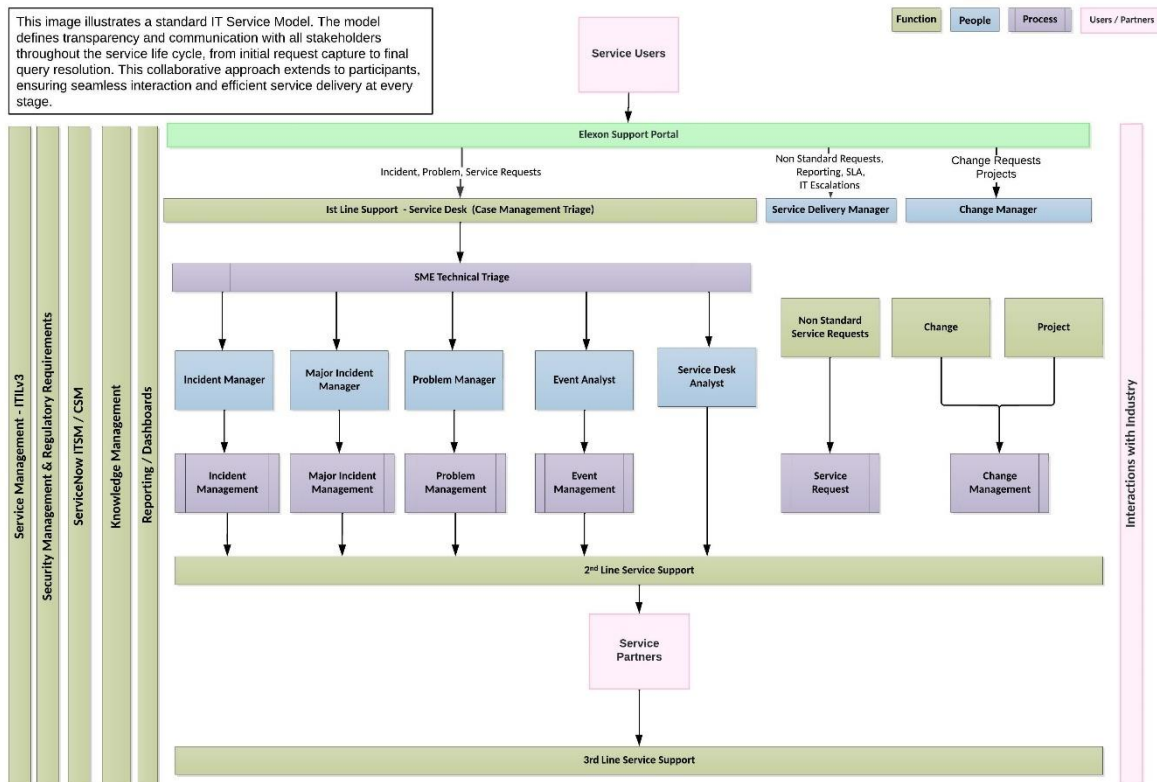 This image illustrates a standard IT Service Model. The model
defines transparency and communication with all stakeholders
throughout the service life cycle, from initial request capture to final
query resolution. This collaborative approach extends to participants,
ensuring seamless interaction and efficient service delivery at every
stage.
Function
People
Process
Users / Partners
Service Users
Elexon Support Portal
Incident, Problem, Service Requests
Non Standard Requests,
Reporting, SLA,
IT Escalations
Change Requests
Projects
Ist Line Support - Service Desk (Case Management Triage)
Service Delivery Manager
Change Manager
SME Technical Triage
Non Standard
Service Requests
Change
Project
Incident Manager
Major Incident
Manager
Problem Manager
Event Analyst
Service Desk
Analyst
Incident
Management
Major Incident
Management
Problem
Management
Event
Management
Service
Request
Change
Management
2nd Line Service Support
Service
Partners
3rd Line Service Support
Service Management - ITILv3
Security Management & Regulatory Requirements
ServiceNow ITSM / CSM
Knowledge Management
Reporting / Dashboards
Interactions with Industry